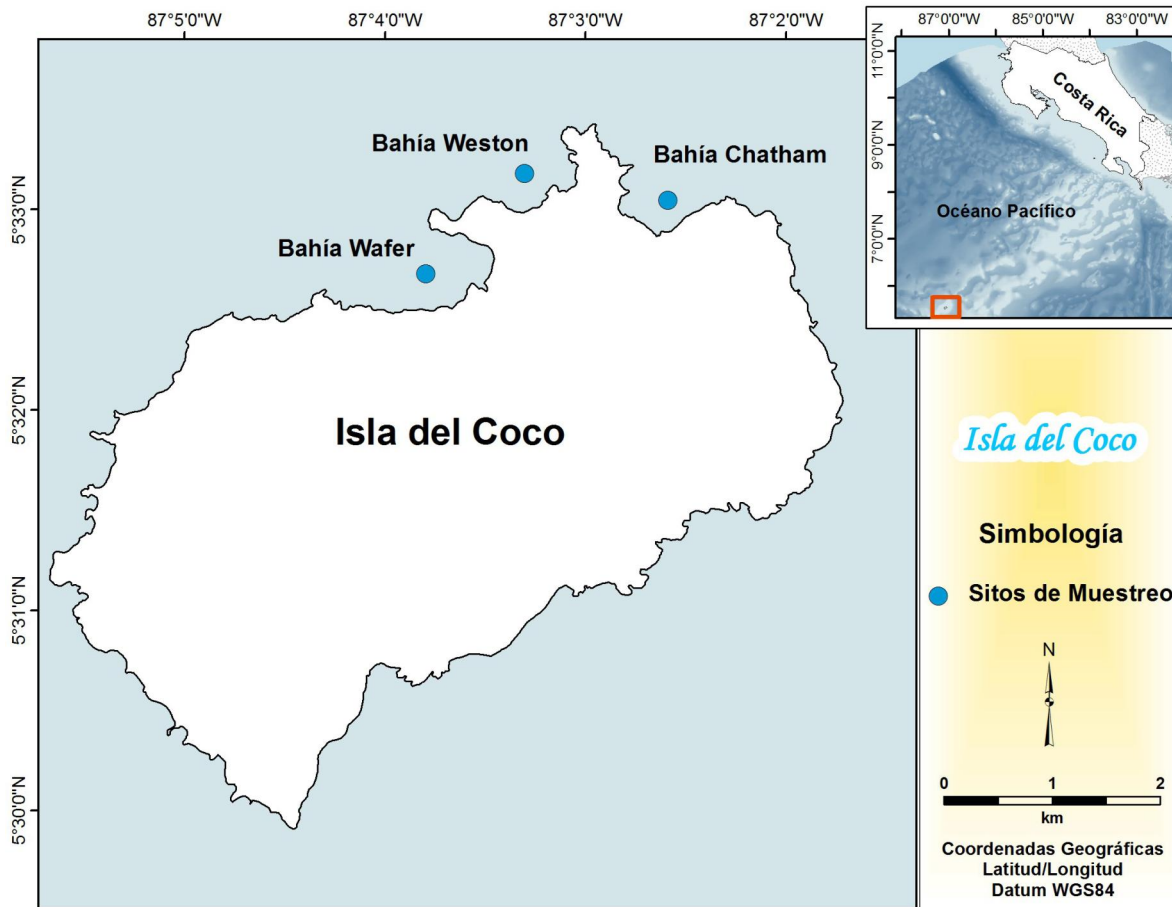 87°5'0"W
87°4'0"W
87°3'0"W
87°2'0"W
5°33'0"N
5°32'0"N
5°31'0"N
5°30'0"N
Bahía Weston
Bahía Chatham
Bahía Wafer
Isla del Coco
87°0'0"W
85°0'0"W
83°0'0"W
11°0'0"N
9°0'0"N
7°0'0"N
Costa Rica
Océano Pacífico
Isla del Coco
Simbología
Sitos de Muestreo
N
0 1 2
km
Coordenadas Geográficas
Latitud/Longitud
Datum WGS84